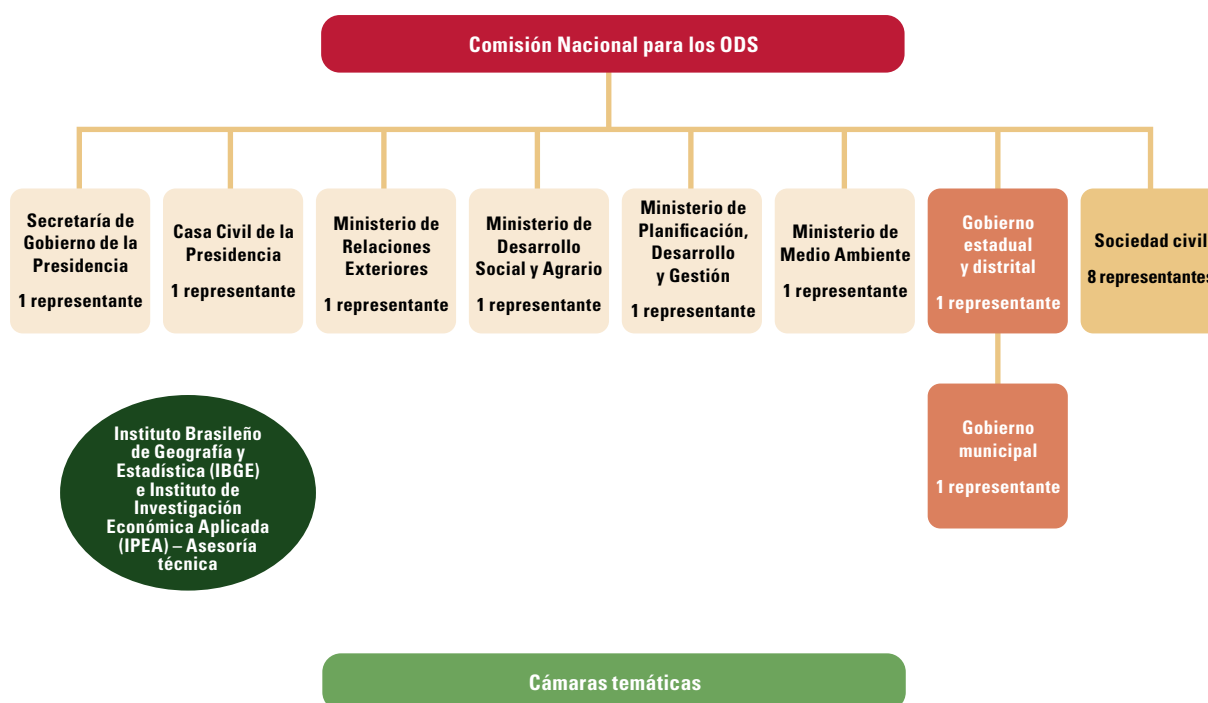 Comisión Nacional para los ODS
Secretaría de
Gobierno de la
Presidencia
1 representante
Casa Civil de la
Presidencia
1 representante
Ministerio de
Relaciones
Exteriores
1 representante
Ministerio de
Desarrollo
Social y Agrario
1 representante
Ministerio de
Planificación,
Desarrollo
y Gestión
1 representante
Ministerio de
Medio Ambiente
1 representante
Gobierno
estadual
y distrital
1 representante
Sociedad civil
8 representantes
Gobierno
municipal
1 representante
Instituto Brasileño
de Geografía y
Estadística (IBGE)
e Instituto de
Investigación
Económica Aplicada
(IPEA) – Asesoría
técnica
Cámaras temáticas